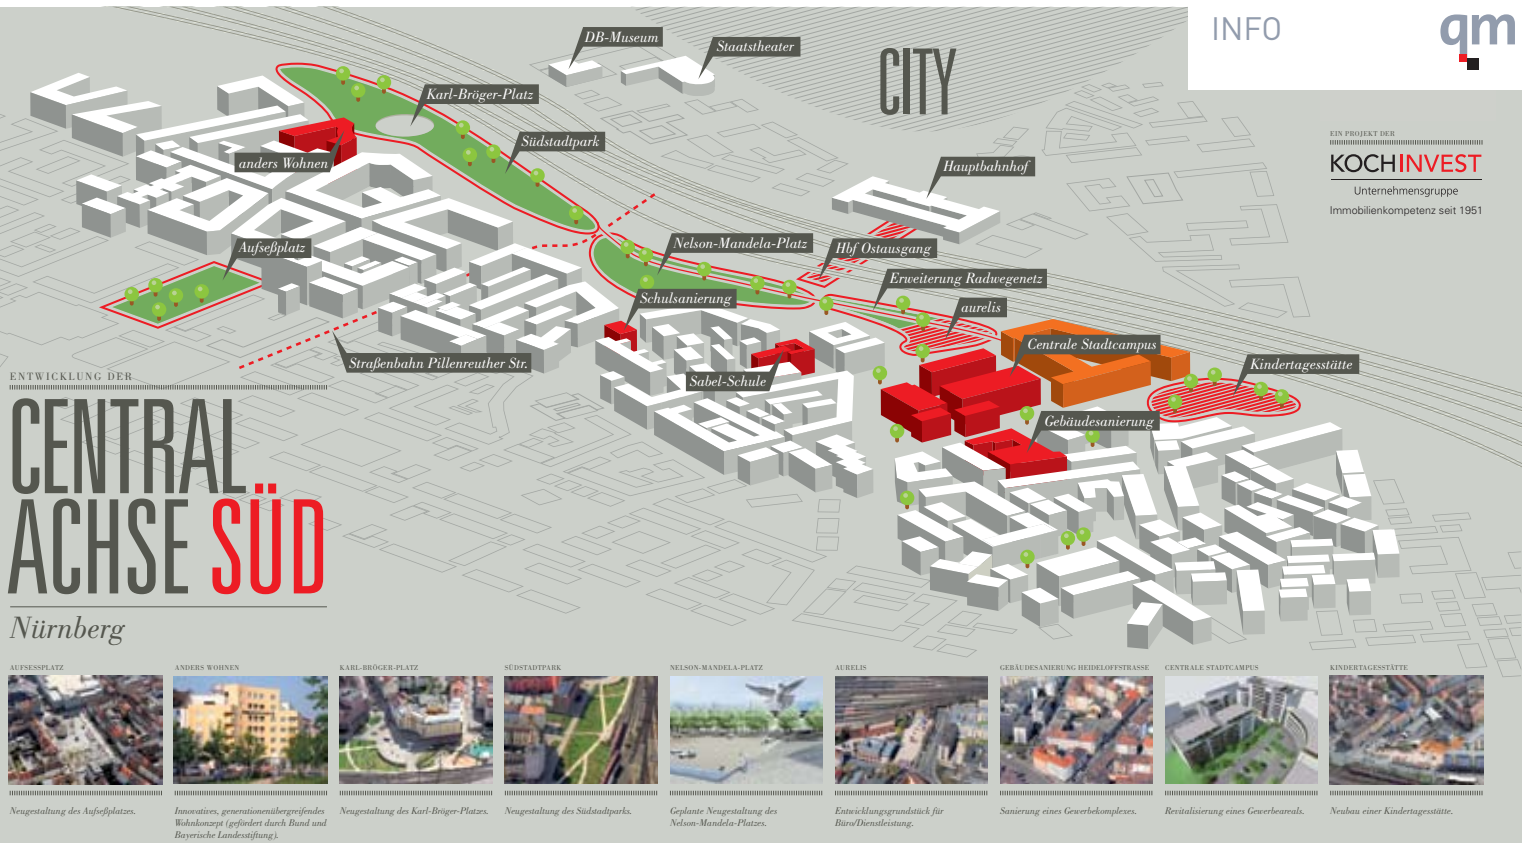 INFO
qm
DB-Museum
Staatstheater
CITY
Karl-Bröger-Platz
EIN PROJEKT DER
KOCHINVEST
Unternehmensgruppe
Immobilienkompetenz seit 1951
Südstadtpark
anders Wohnen
Hauptbahnhof
Aufseßplatz
Nelson-Mandela-Platz
Hbf Ostausgang
Erweiterung Radwegenetz
Schulsanierung
aurelis
Centrale Stadtcampus
Straßenbahn Pillenreuther Str.
Kindertagesstätte
Sabel-Schule
Gebäudesanierung
ENTWICKLUNG DER
CENTRAL
ACHSE SÜD
Nürnberg
AUFSESSPLATZ
Neugestaltung des Aufseßplatzes.
ANDERS WOHNEN
Innovatives, generationenübergreifendes
Wohnkonzept (gefördert durch Bund und
Bayerische Landesstiftung).
KARL-BRÖGER-PLATZ
Neugestaltung des Karl-Bröger-Platzes.
SÜDSTADTPARK
Neugestaltung des Südstadtparks.
NELSON-MANDELA-PLATZ
Geplante Neugestaltung des
Nelson-Mandela-Platzes.
AURELIS
Entwicklungsgrundstück für
Büro/Dienstleistung.
GEBÄUDESANIERUNG HEIDELOFFSTRASSE
Sanierung eines Gewerbekomplexes.
CENTRALE STADTCAMPUS
Revitalisierung eines Gewerbeareals.
KINDERTAGESSTÄTTE
Neubau einer Kindertagesstätte.